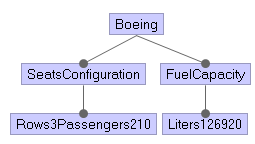 Boeing
SeatsConfiguration
FuelCapacity
Rows3Passengers210
Liters126920